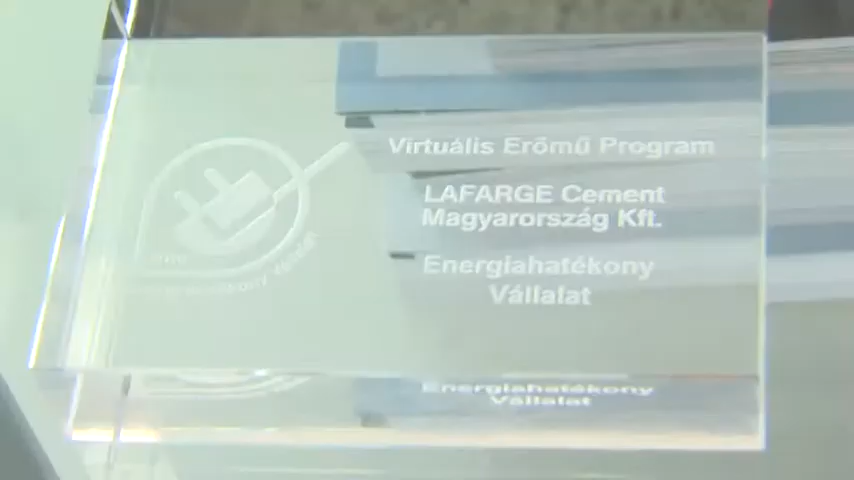 Virtuális Erőmű Program
LAFARGE Cement
Magyarország Kft.
Energiahatékony
Vállalat
Energiahatékony
Vállalat